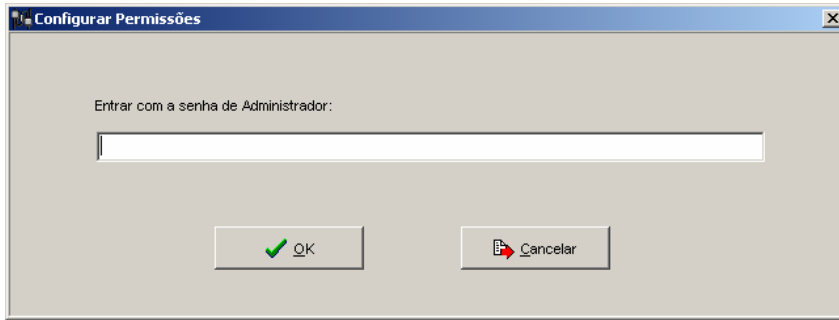 Configurar Permissões
Entrar com a senha de Administrador:
OK
Cancelar